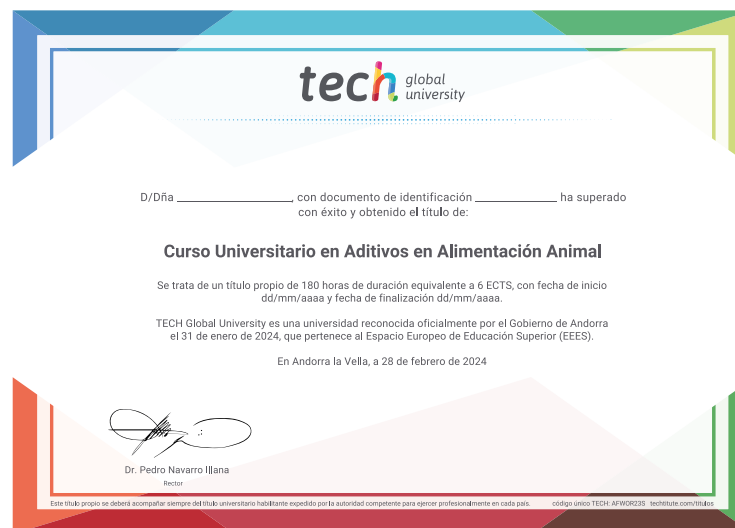 tech global
university
D/Dña ____________, con documento de identificación ____________ ha superado
con éxito y obtenido el título de:
Curso Universitario en Aditivos en Alimentación Animal
Se trata de un título propio de 180 horas de duración equivalente a 6 ECTS, con fecha de inicio
dd/mm/aaaa y fecha de finalización dd/mm/aaaa.
TECH Global University es una universidad reconocida oficialmente por el Gobierno de Andorra
el 31 de enero de 2024, que pertenece al Espacio Europeo de Educación Superior (EEES).
En Andorra la Vella, a 28 de febrero de 2024
Dr. Pedro Navarro Illana
Rector
Este título propio se deberá acompañar siempre del título universitario habilitante expedido por la autoridad competente para ejercer profesionalmente en cada país. código único TECH: AFWOR23S techtitute.com/titulos